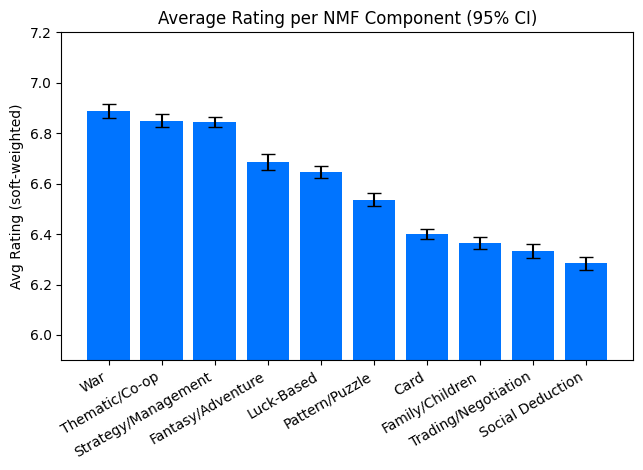 Average Rating per NMF Component (95% CI)
Avg Rating (soft-weighted)
7.2
7.0
6.8
6.6
6.4
6.2
6.0
War
Thematic/Co-op
Strategy/Management
Fantasy/Adventure
Luck-Based
Pattern/Puzzle
Card
Family/Children
Trading/Negotiation
Social Deduction